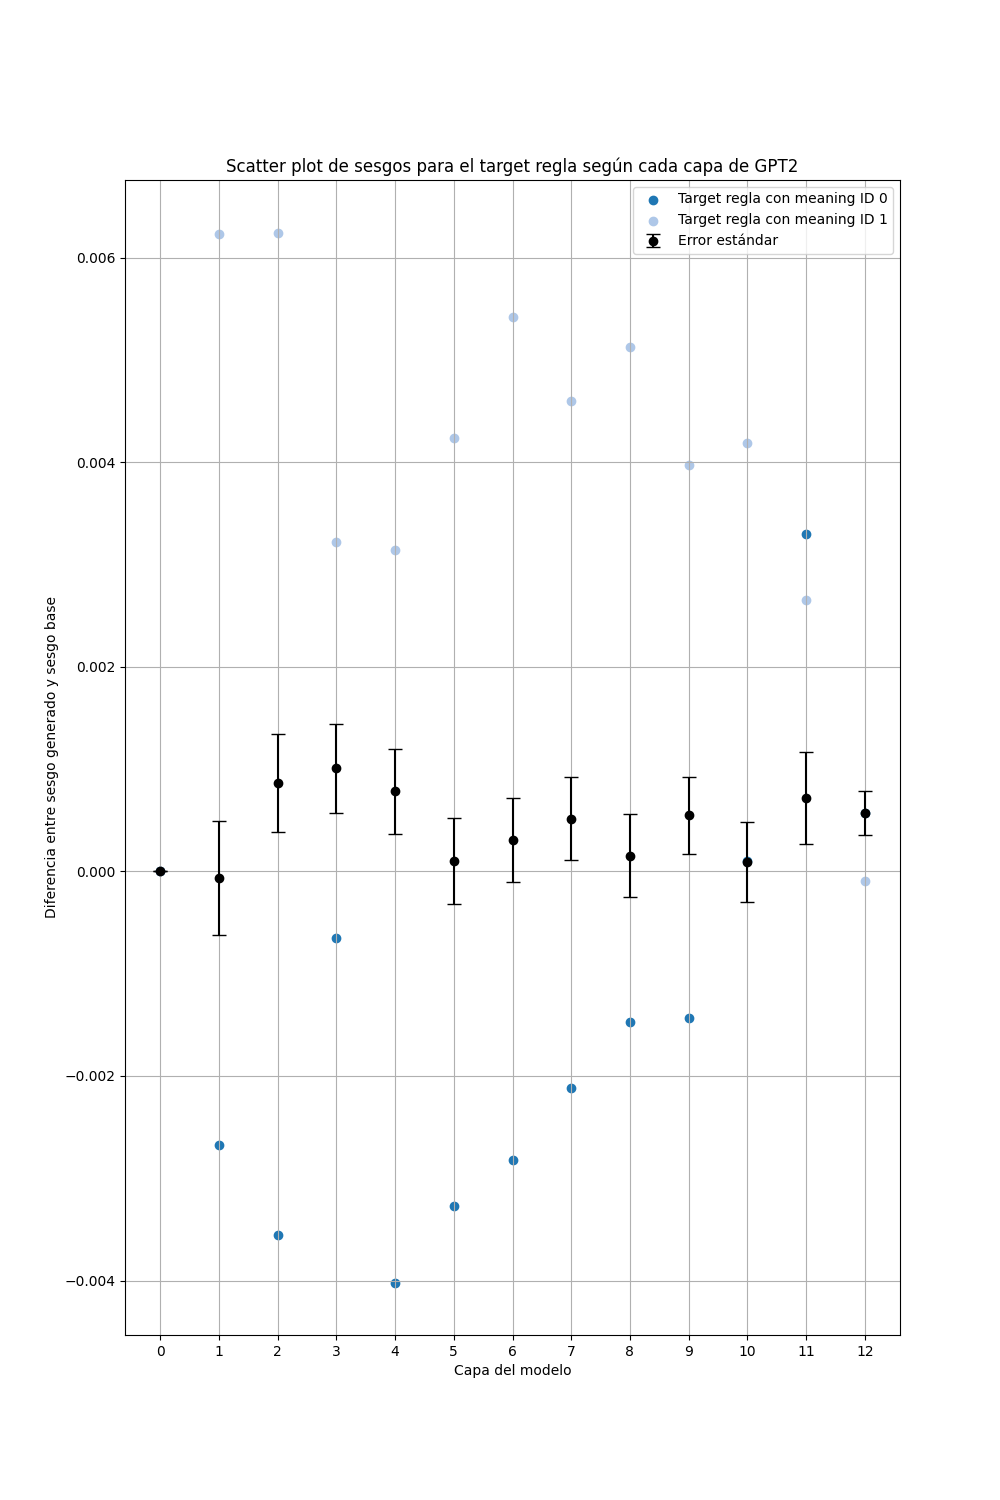 Scatter plot de sesgos para el target regla según cada capa de GPT2
Target regla con meaning ID 0
Target regla con meaning ID 1
Error estándar
0.006
0.004
0.002
0.000
−0.002
−0.004
Diferencia entre sesgo generado y sesgo base
0 1 2 3 4 5 6 7 8 9 10 11 12
Capa del modelo